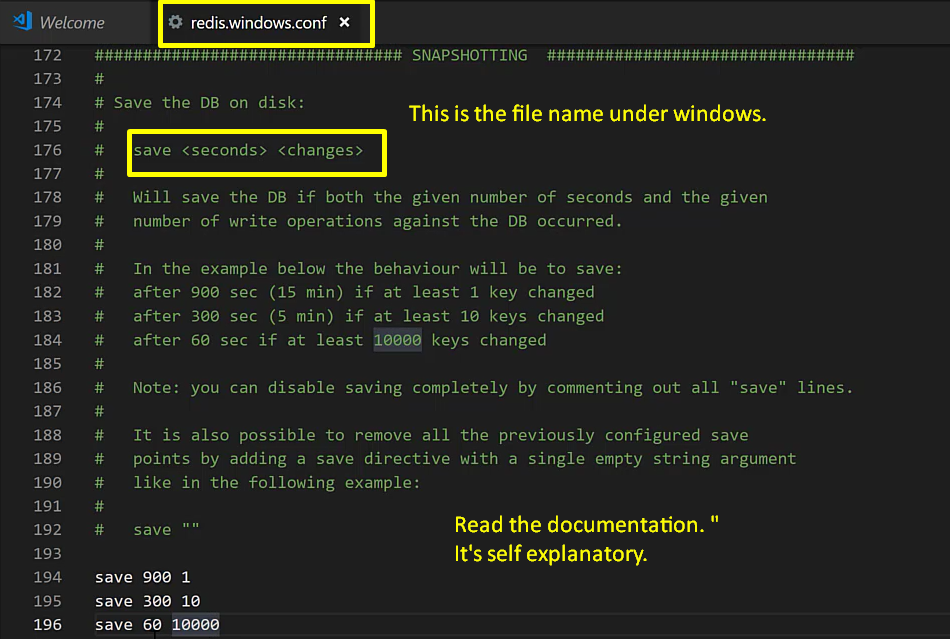 Welcome
redis.windows.conf
172 ################################ SNAPSHOTTING ################################
173 #
174 # Save the DB on disk:
This is the file name under windows.
175 #
176 #   save <seconds> <changes>
177 #
178 #   Will save the DB if both the given number of seconds and the given
179 #   number of write operations against the DB occurred.
180 #
181 #   In the example below the behaviour will be to save:
182 #   after 900 sec (15 min) if at least 1 key changed
183 #   after 300 sec (5 min) if at least 10 keys changed
184 #   after 60 sec if at least 10000 keys changed
185 #
186 #   Note: you can disable saving completely by commenting out all "save" lines.
187 #
188 #   It is also possible to remove all the previously configured save
189 #   points by adding a save directive with a single empty string argument
190 #   like in the following example:
191 #
192 #   save ""
Read the documentation. "
It's self explanatory.
193
194 save 900 1
195 save 300 10
196 save 60 10000